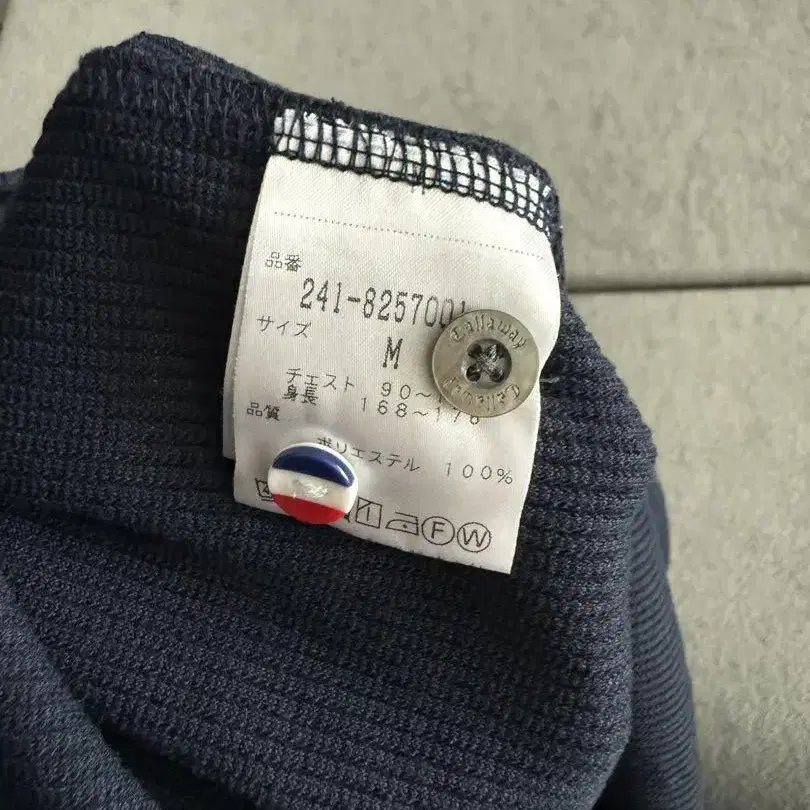 品番
241-8257001
サイズ
M
チェスト 90～
身長 168～178
品質
ポリエステル 100%
F W
Callaway
Callaway